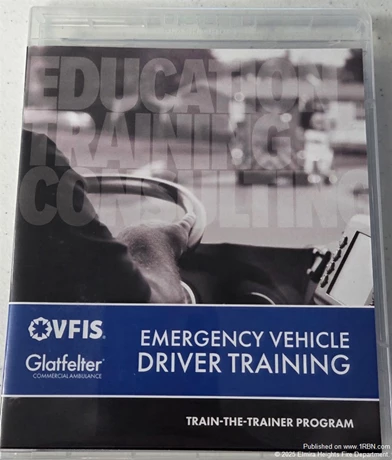 EDUCATION
TRAINING
CONSULTING
VFIS®
Glatfelter
COMMERCIAL AMBULANCE
EMERGENCY VEHICLE
DRIVER TRAINING
TRAIN-THE-TRAINER PROGRAM
Published on www.1RBN.com
© 2025 Elmira Heights Fire Department